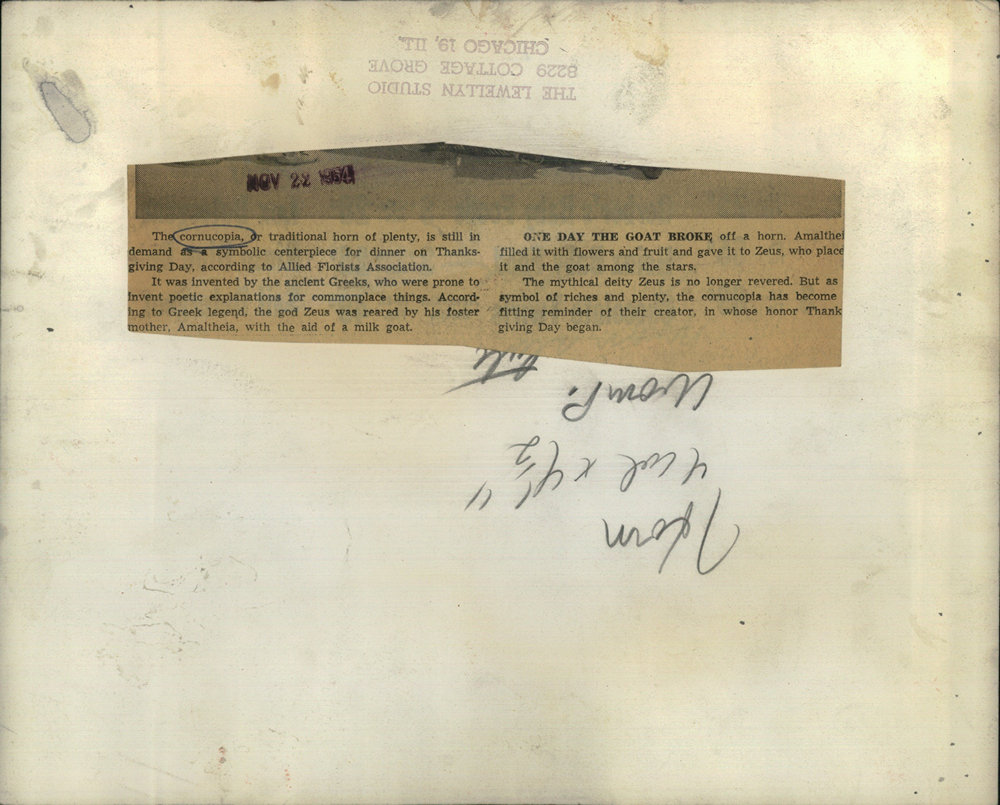 THE LEWELLYN STUDIO
8229 COTTAGE GROVE
CHICAGO 19, ILL.
NOV 22 1954
The cornucopia, or traditional horn of plenty, is still in
demand as a symbolic centerpiece for dinner on Thanks-
giving Day, according to Allied Florists Association.
It was invented by the ancient Greeks, who were prone to
invent poetic explanations for commonplace things. Accord-
ing to Greek legend, the god Zeus was reared by his foster
mother, Amaltheia, with the aid of a milk goat.
ONE DAY THE GOAT BROKE off a horn. Amalthei
filled it with flowers and fruit and gave it to Zeus, who place
it and the goat among the stars.
The mythical deity Zeus is no longer revered. But as
symbol of riches and plenty, the cornucopia has become
fitting reminder of their creator, in whose honor Thank
giving Day began.
Horn
4 col x 4 1/2"